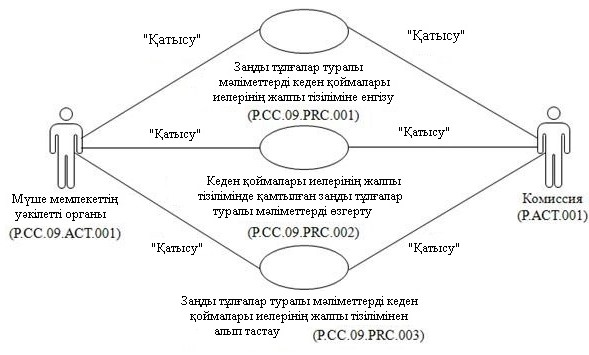 "Қатысу"
"Қатысу"
Заңды тұлғалар туралы
мәліметтерді кеден қоймалары
иелерінің жалпы тізіліміне енгізу
(P.CC.09.PRC.001)
"Қатысу"
"Қатысу"
Мүше мемлекеттің
уәкілетті органы
(P.CC.09.ACT.001)
Кеден қоймалары иелерінің жалпы
тізілімінде қамтылған заңды тұлғалар
туралы мәліметтерді өзгерту
(P.CC.09.PRC.002)
Комиссия
(P.ACT.001)
"Қатысу"
"Қатысу"
Заңды тұлғалар туралы мәліметтерді кеден
қоймалары иелерінің жалпы тізілімінен
алып тастау (P.CC.09.PRC.003)